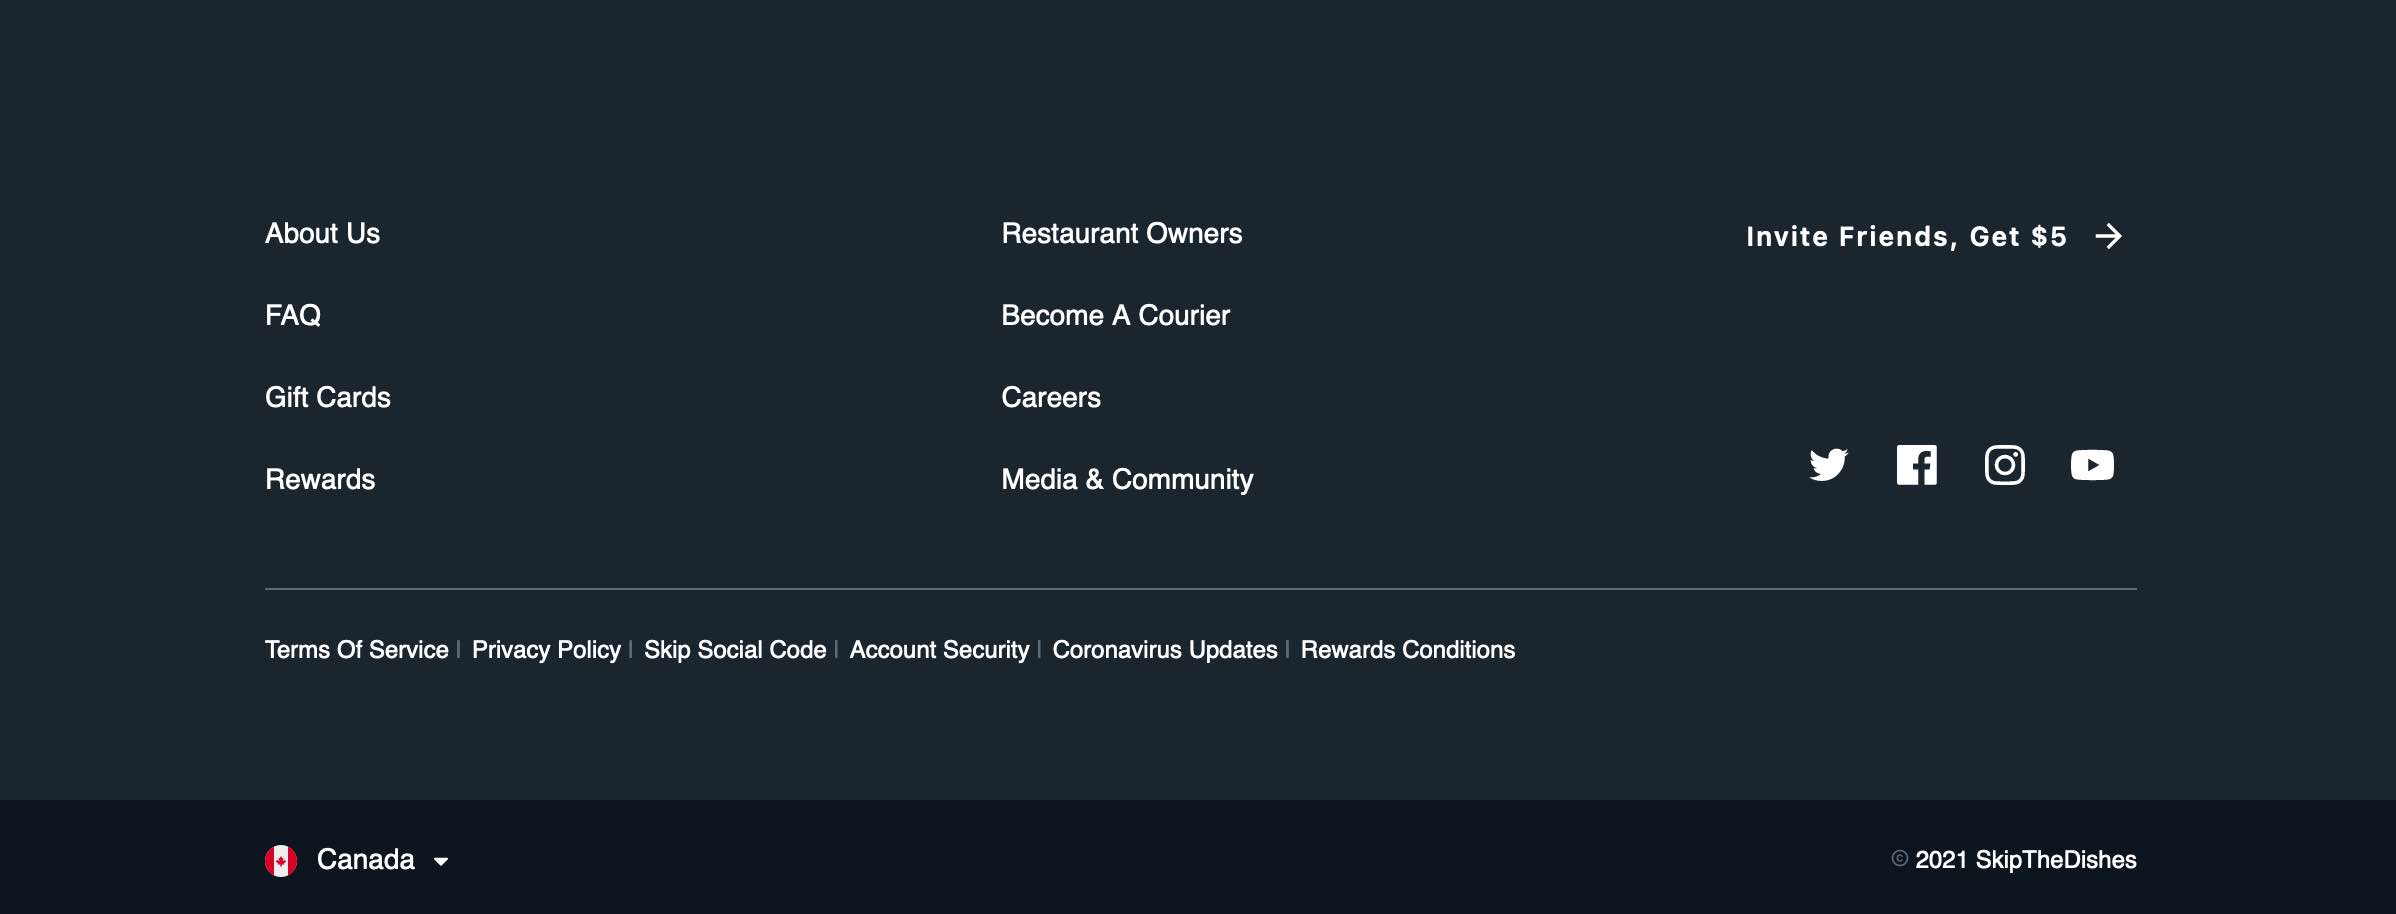 About Us
FAQ
Gift Cards
Rewards
Restaurant Owners
Become A Courier
Careers
Media & Community
Invite Friends, Get $5
Terms Of Service | Privacy Policy | Skip Social Code | Account Security | Coronavirus Updates | Rewards Conditions
Canada
© 2021 SkipTheDishes